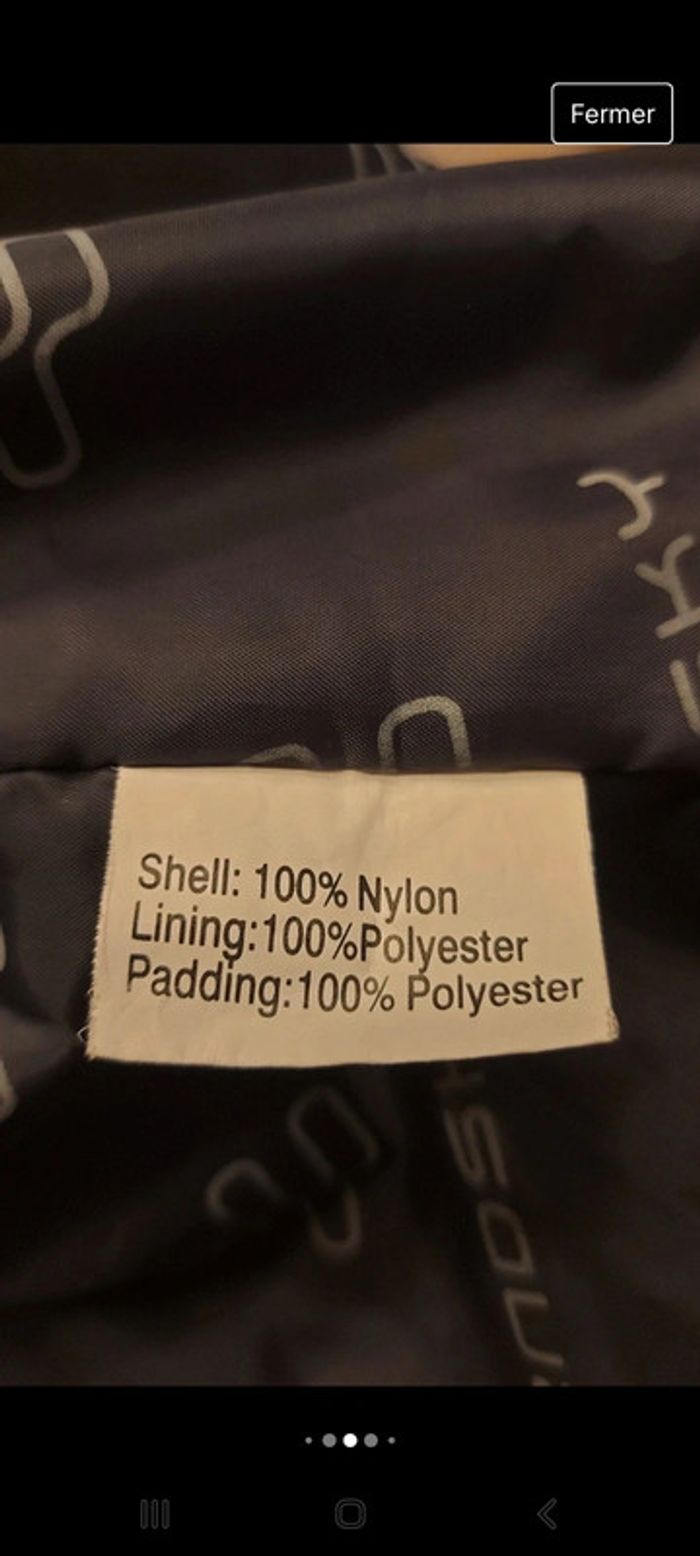 Fermer
Shell: 100% Nylon
Lining:100%Polyester
Padding:100% Polyester